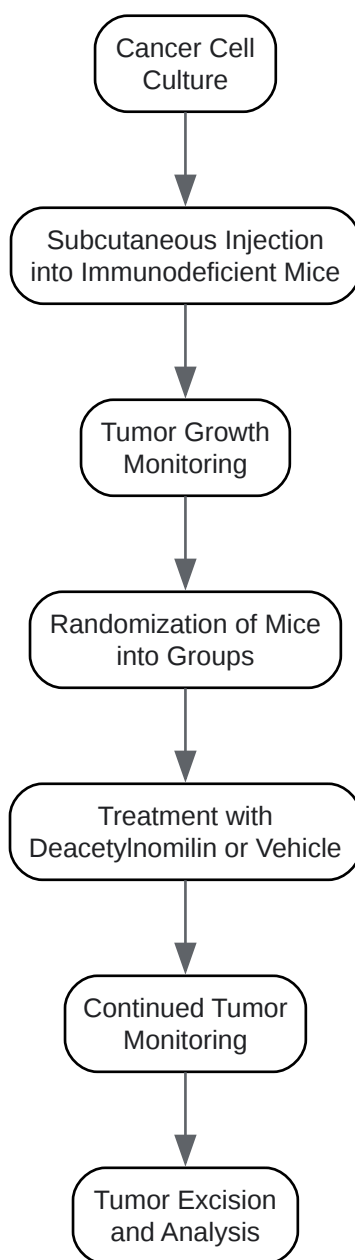 Cancer Cell
Culture
Subcutaneous Injection
into Immunodeficient Mice
Tumor Growth
Monitoring
Randomization of Mice
into Groups
Treatment with
Deacetylnomilin or Vehicle
Continued Tumor
Monitoring
Tumor Excision
and Analysis